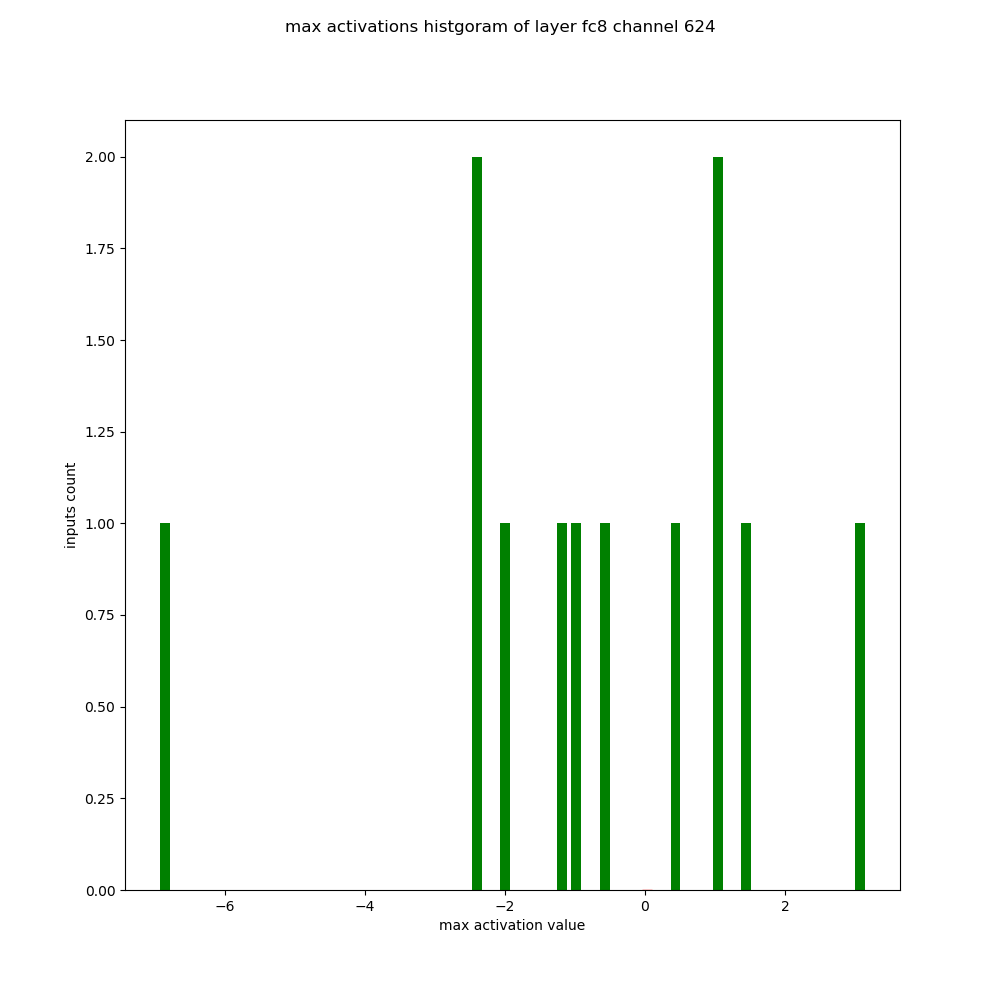 max activations histgoram of layer fc8 channel 624
2.00
1.75
1.50
1.25
1.00
0.75
0.50
0.25
0.00
inputs count
−6 −4 −2 0 2
max activation value